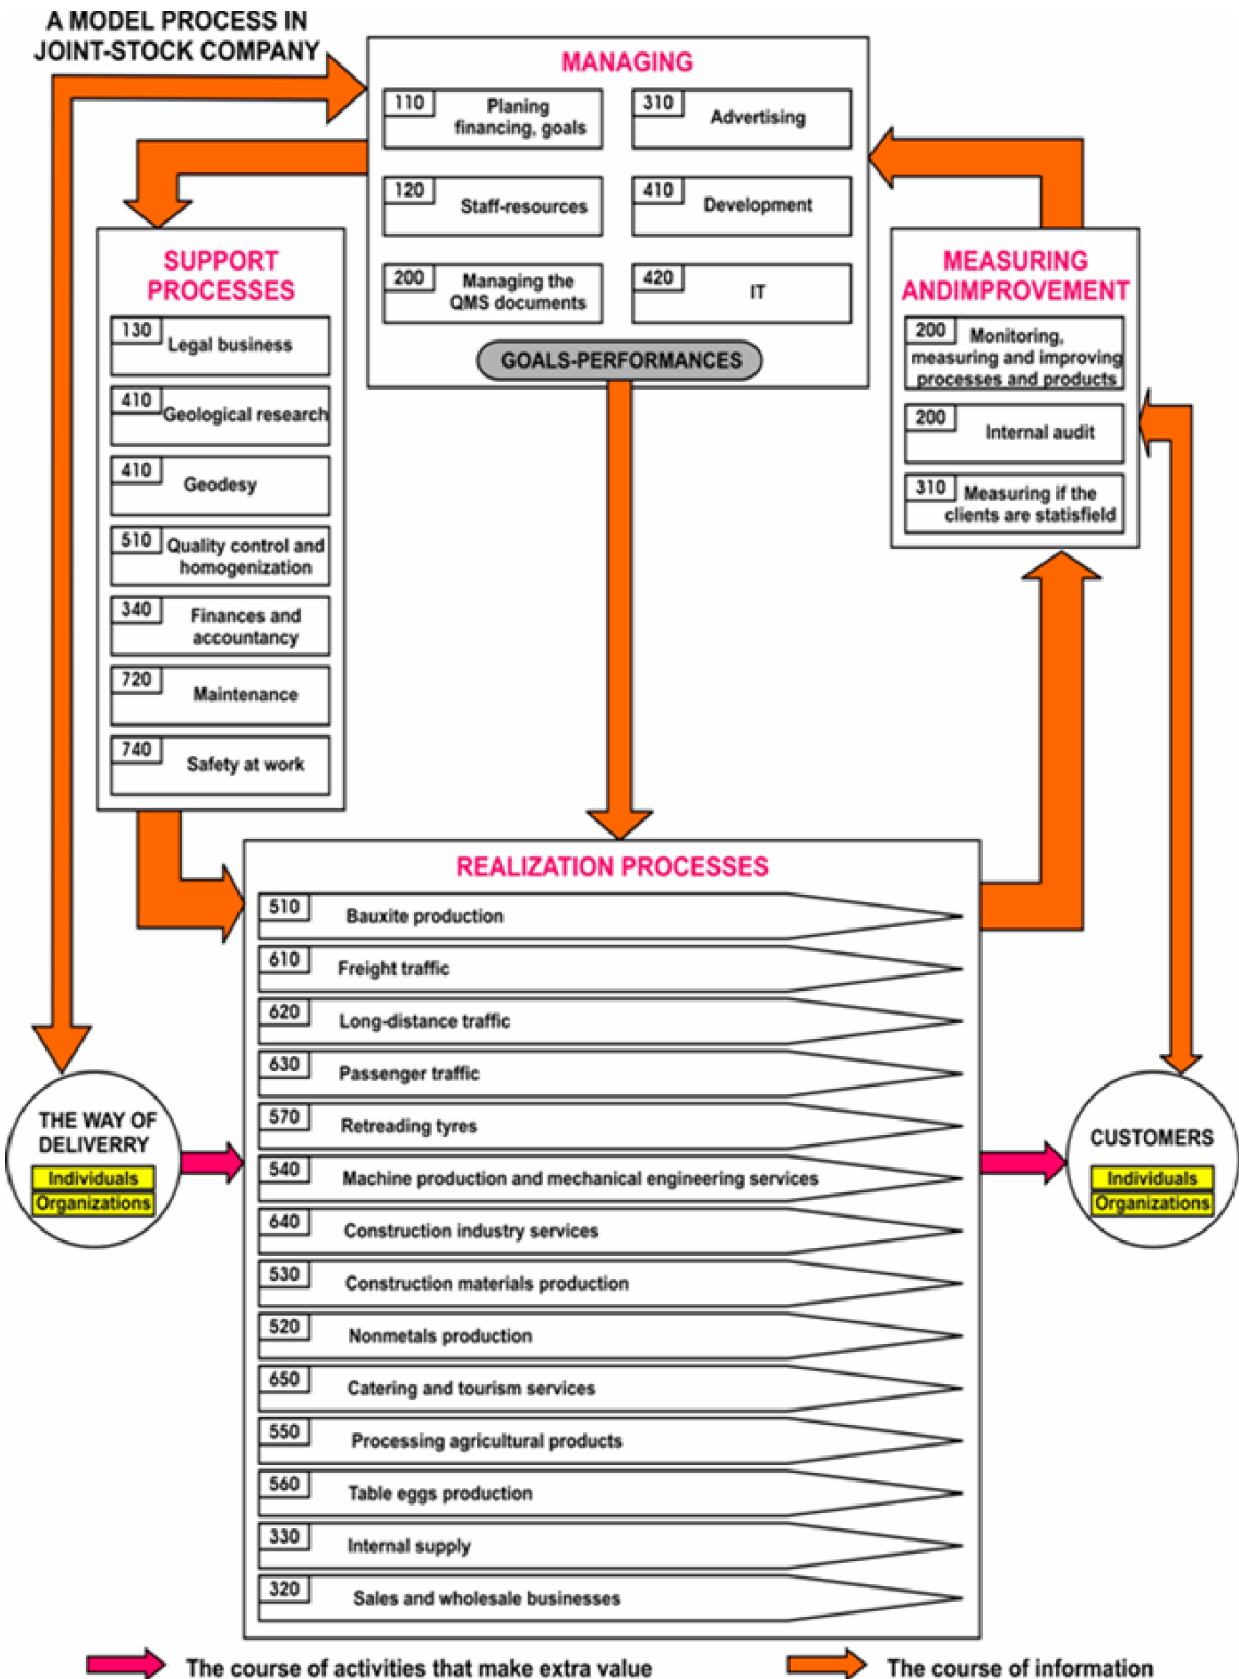 A MODEL PROCESS IN
JOINT-STOCK COMPANY
MANAGING
110
Planing
financing, goals
310
Advertising
120
Staff-resources
410
Development
200
Managing the
QMS documents
420
IT
GOALS-PERFORMANCES
SUPPORT
PROCESSES
130
Legal business
410
Geological research
410
Geodesy
510
Quality control and
homogenization
340
Finances and
accountancy
720
Maintenance
740
Safety at work
MEASURING
ANDIMPROVEMENT
200
Monitoring,
measuring and improving
processes and products
200
Internal audit
310
Measuring if the
clients are statisfield
REALIZATION PROCESSES
510
Bauxite production
610
Freight traffic
620
Long-distance traffic
630
Passenger traffic
570
Retreading tyres
540
Machine production and mechanical engineering services
640
Construction industry services
530
Construction materials production
520
Nonmetals production
650
Catering and tourism services
550
Processing agricultural products
560
Table eggs production
330
Internal supply
320
Sales and wholesale businesses
THE WAY OF
DELIVERRY
Individuals
Organizations
CUSTOMERS
Individuals
Organizations
The course of activities that make extra value
The course of information